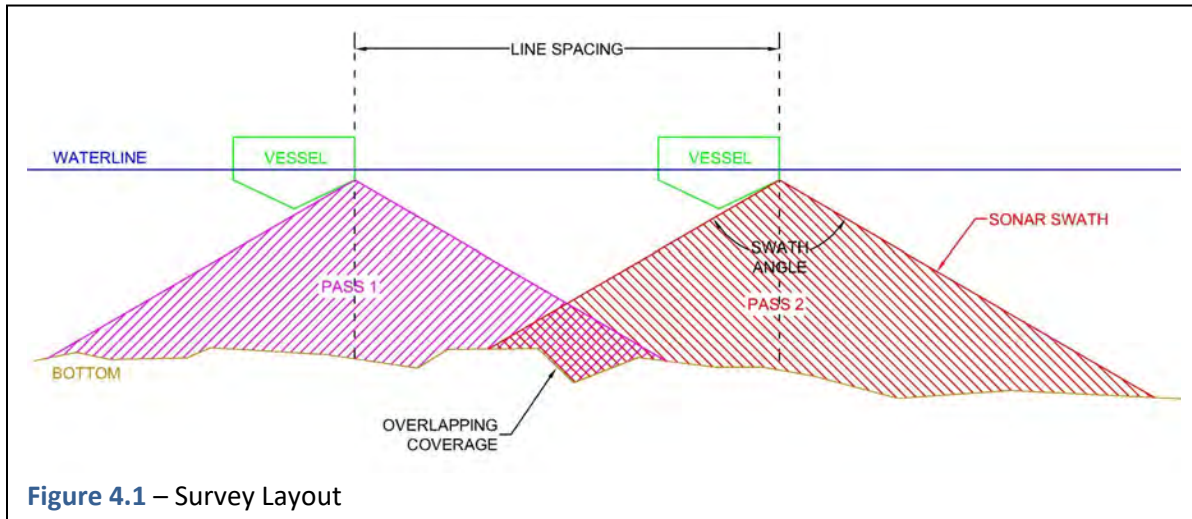 LINE SPACING
WATERLINE
VESSEL
VESSEL
SONAR SWATH
SWATH
ANGLE
PASS 1
PASS 2
BOTTOM
OVERLAPPING
COVERAGE
Figure 4.1 – Survey Layout